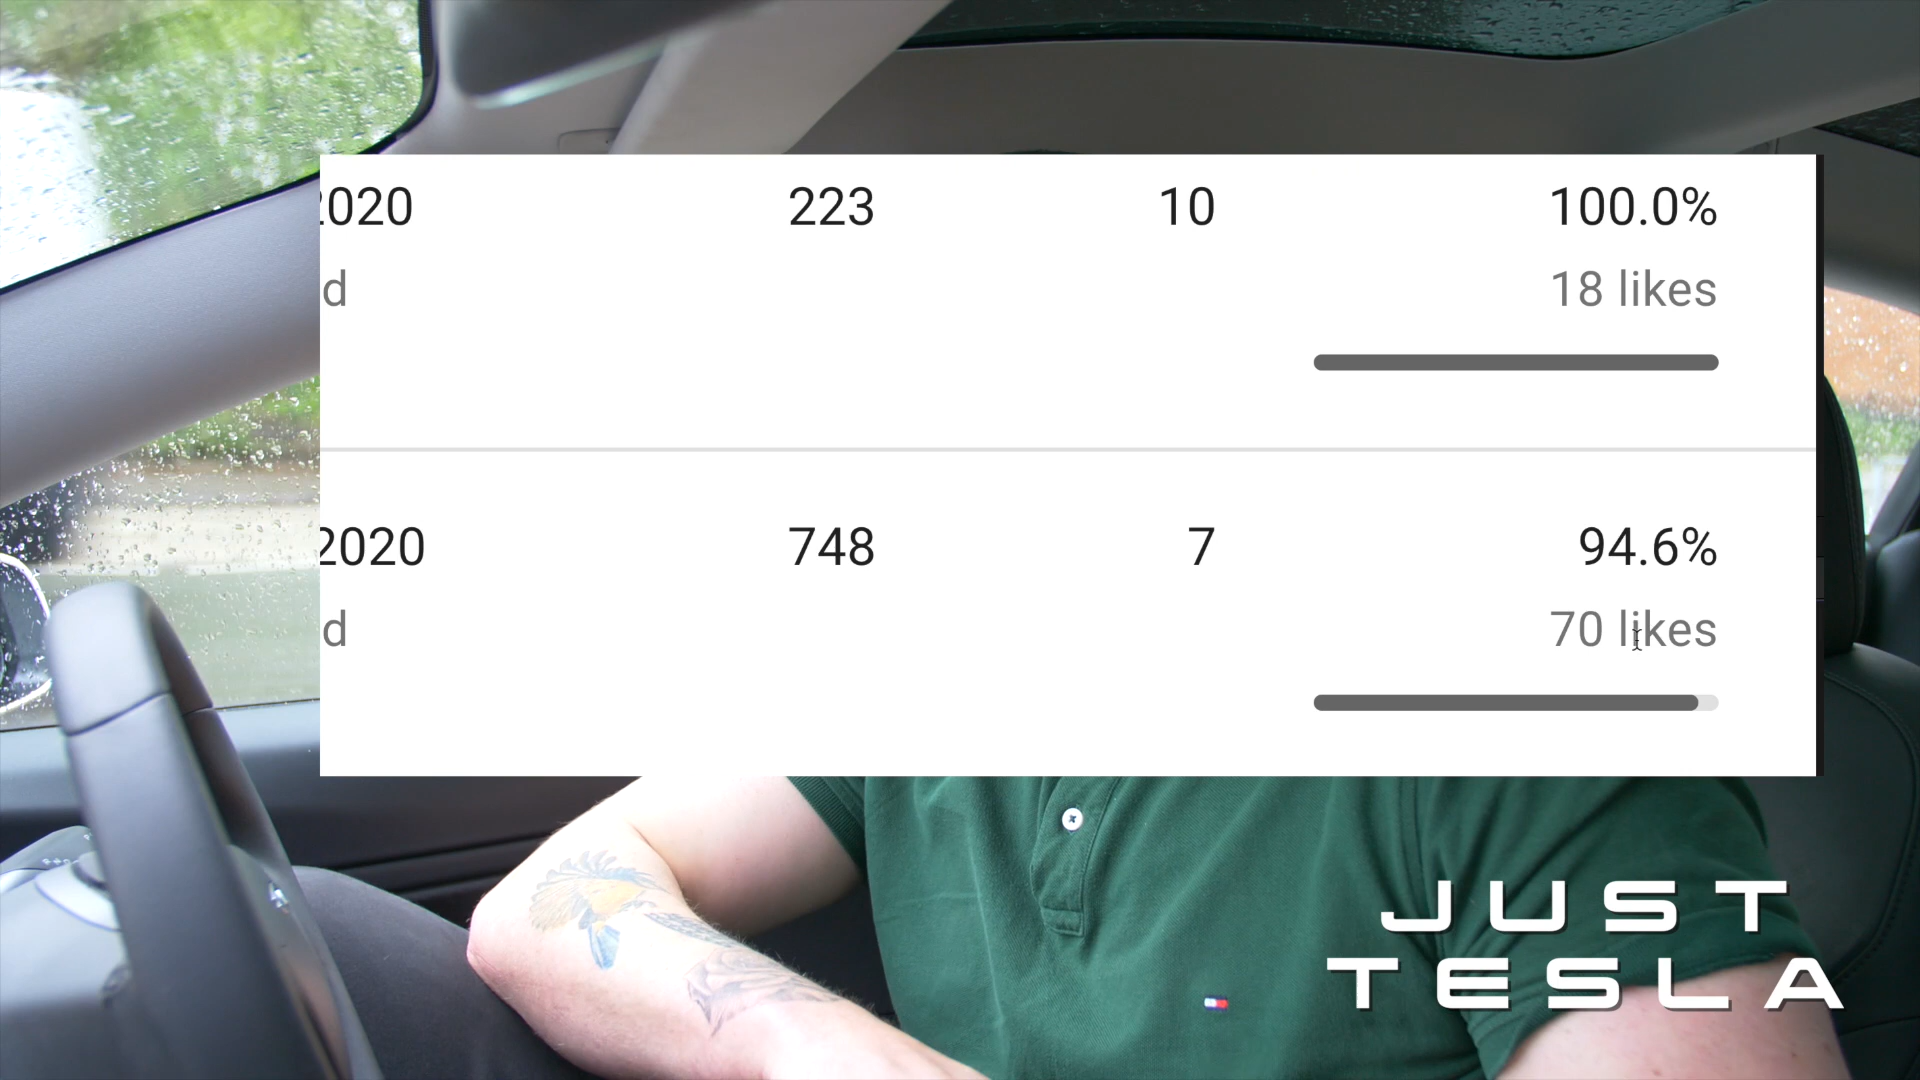 2020 223 10 100.0%
d 18 likes
2020 748 7 94.6%
d 70 likes
JUST
TESLA